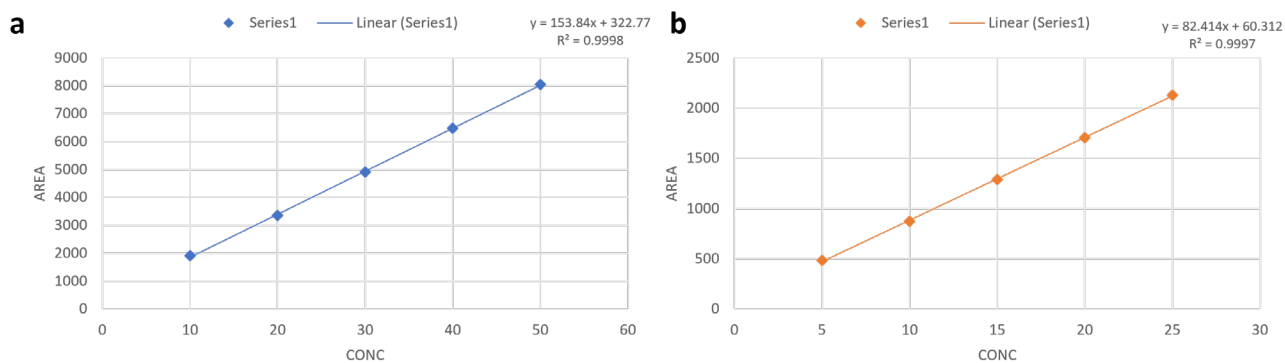 a
Series1
Linear (Series1)
y = 153.84x + 322.77
R² = 0.9998
9000
8000
7000
6000
5000
4000
3000
2000
1000
0
AREA
0 10 20 30 40 50 60
CONC
b
Series1
Linear (Series1)
y = 82.414x + 60.312
R² = 0.9997
2500
2000
1500
1000
500
0
AREA
0 5 10 15 20 25 30
CONC